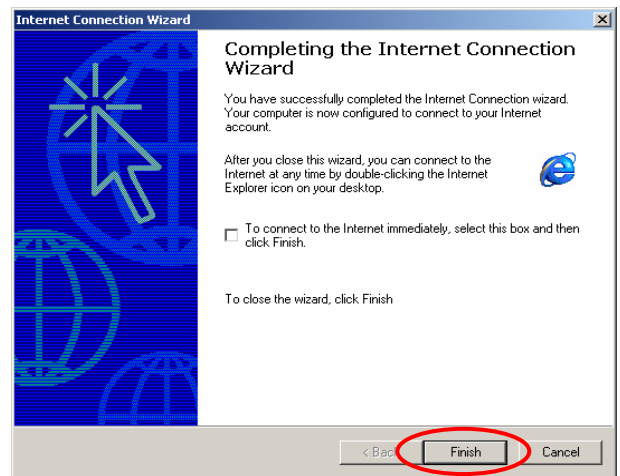 Internet Connection Wizard
Completing the Internet Connection
Wizard
You have successfully completed the Internet Connection wizard.
Your computer is now configured to connect to your Internet
account.
After you close this wizard, you can connect to the
Internet at any time by double-clicking the Internet
Explorer icon on your desktop.
To connect to the Internet immediately, select this box and then
click Finish.
To close the wizard, click Finish
< Back Finish Cancel